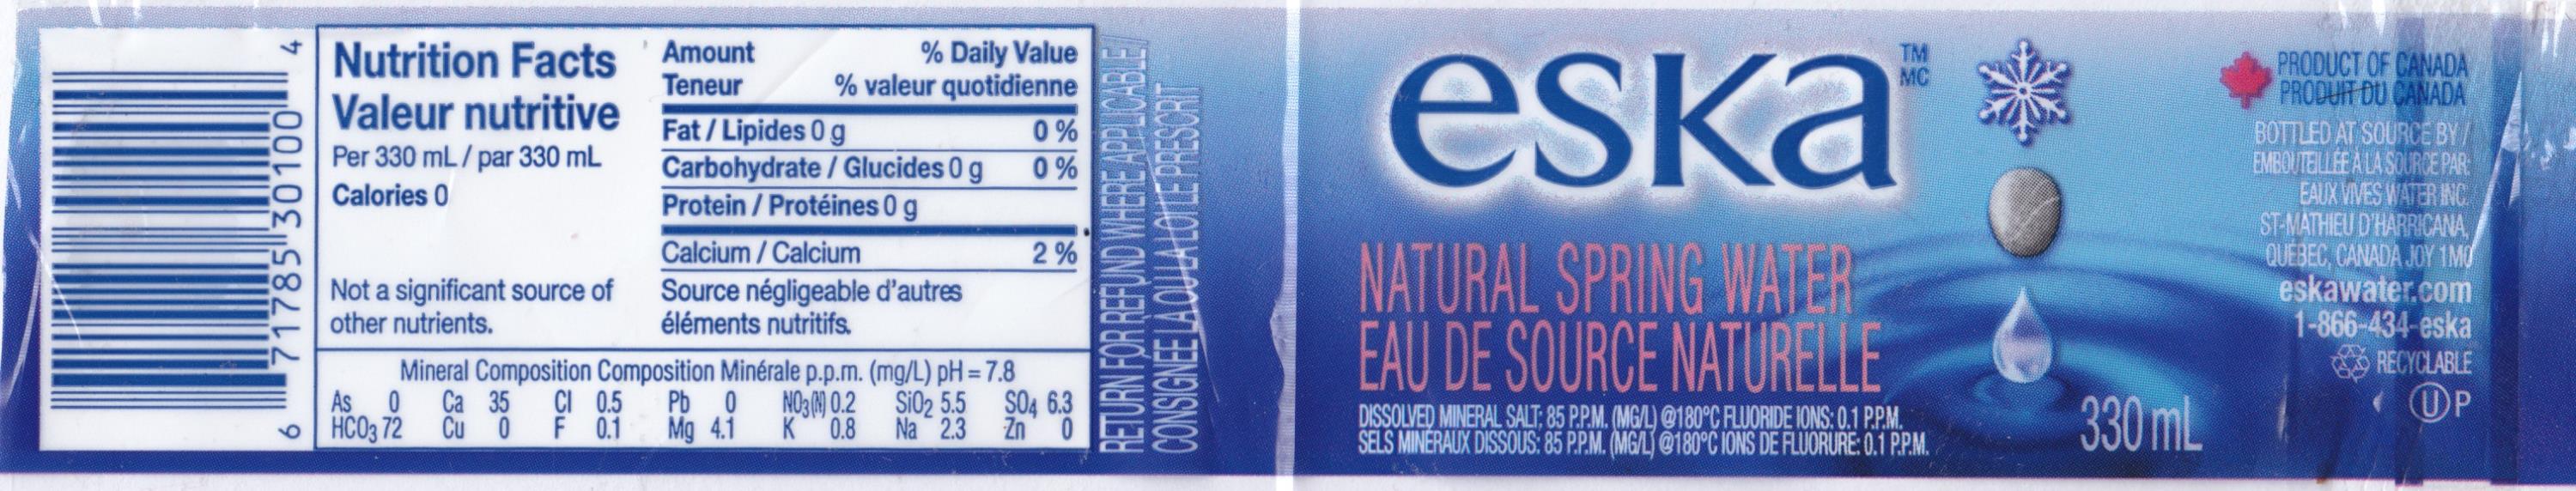 6 71785 30100 4
Nutrition Facts
Valeur nutritive
Per 330 mL / par 330 mL
Calories 0
Not a significant source of
other nutrients.
Amount % Daily Value
Teneur % valeur quotidienne
Fat / Lipides 0 g 0 %
Carbohydrate / Glucides 0 g 0 %
Protein / Protéines 0 g
Calcium / Calcium 2 %
Source négligeable d'autres
éléments nutritifs.
Mineral Composition Composition Minérale p.p.m. (mg/L) pH = 7.8
As 0 Ca 35 Cl 0.5 Pb 0 NO3(N) 0.2 SiO2 5.5 SO4 6.3
HCO3 72 Cu 0 F 0.1 Mg 4.1 K 0.8 Na 2.3 Zn 0
RETURN FOR REFUND WHERE APPLICABLE /
CONSIGNÉE LÀ OÙ LA LOI LE PRESCRIT
eska TM MC
NATURAL SPRING WATER
EAU DE SOURCE NATURELLE
DISSOLVED MINERAL SALT: 85 P.P.M. (MG/L) @180°C FLUORIDE IONS: 0.1 P.P.M.
SELS MINERAUX DISSOUS: 85 P.P.M. (MG/L) @180°C IONS DE FLUORURE: 0.1 P.P.M.
330 mL
PRODUCT OF CANADA
PRODUIT DU CANADA
BOTTLED AT SOURCE BY /
EMBOUTEILLÉE À LA SOURCE PAR:
EAUX VIVES WATER INC.
ST-MATHIEU D'HARRICANA,
QUÉBEC, CANADA J0Y 1M0
eskawater.com
1-866-434-eska
RECYCLABLE
U P